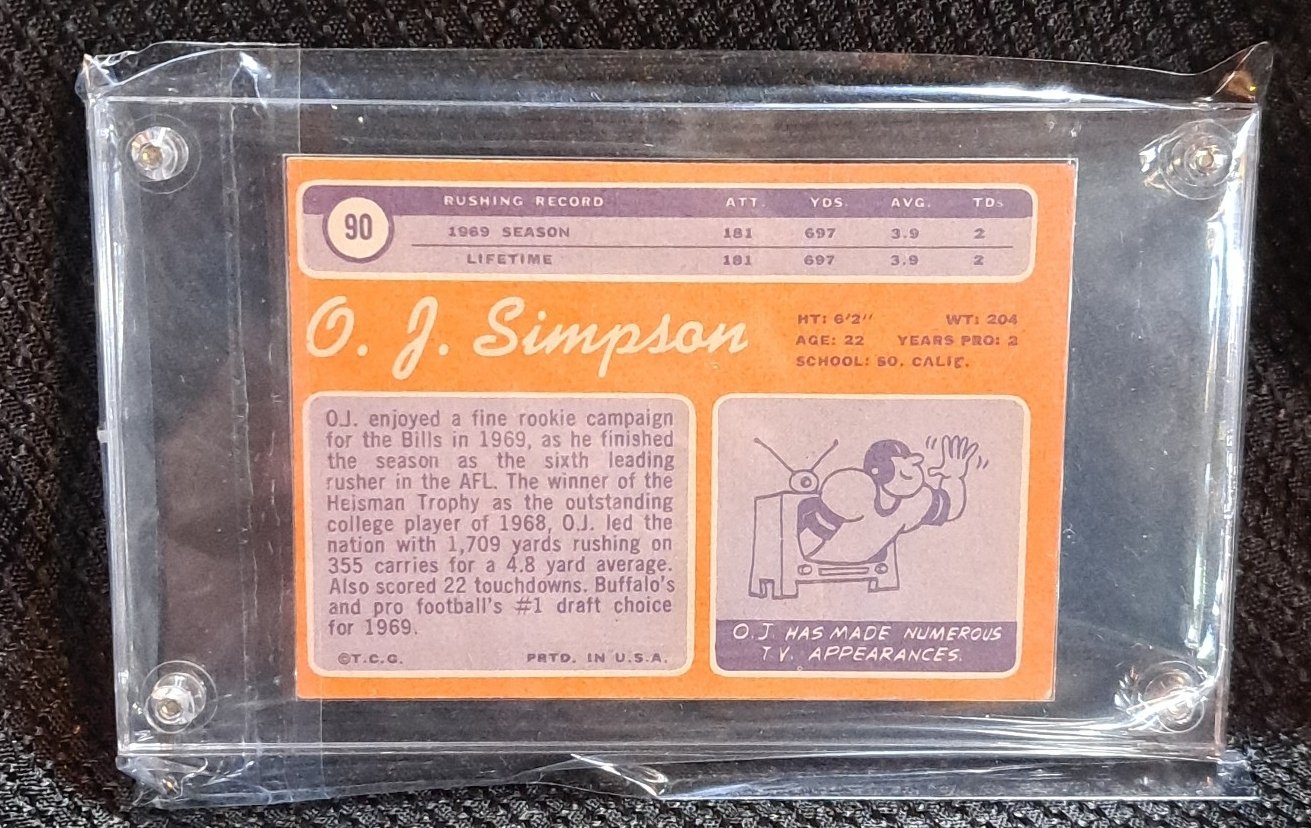 90
RUSHING RECORD ATT. YDS. AVG. TDs
1969 SEASON 181 697 3.9 2
LIFETIME 181 697 3.9 2
O. J. Simpson
HT: 6'2'' WT: 204
AGE: 22 YEARS PRO: 2
SCHOOL: SO. CALIF.
O.J. enjoyed a fine rookie campaign
for the Bills in 1969, as he finished
the season as the sixth leading
rusher in the AFL. The winner of the
Heisman Trophy as the outstanding
college player of 1968, O.J. led the
nation with 1,709 yards rushing on
355 carries for a 4.8 yard average.
Also scored 22 touchdowns. Buffalo's
and pro football's #1 draft choice
for 1969.
©T.C.G. PRTD. IN U.S.A.
O.J. HAS MADE NUMEROUS
T.V. APPEARANCES.